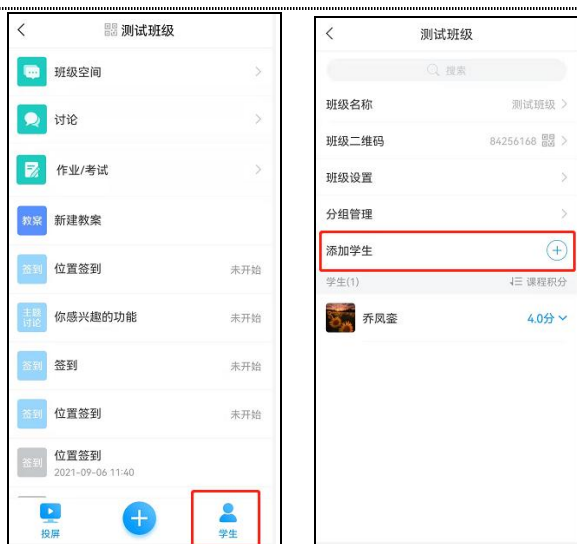 测试班级
班级空间
讨论
作业/考试
教案 新建教案
签到 位置签到 未开始
主题讨论 你感兴趣的功能 未开始
签到 签到 未开始
签到 位置签到 未开始
签到 位置签到
2021-09-06 11:40
投屏 学生
测试班级
搜索
班级名称 测试班级
班级二维码 84256168
班级设置
分组管理
添加学生
学生(1) 课程积分
乔凤銮 4.0分